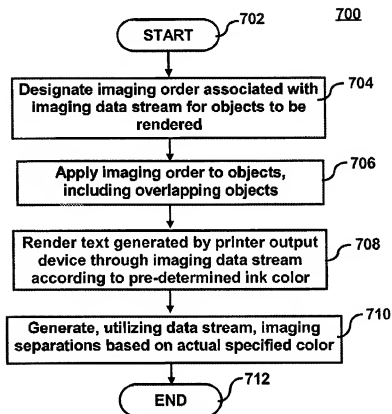 700
START
702
Designate imaging order associated with
imaging data stream for objects to be
rendered
704
Apply imaging order to objects,
including overlapping objects
706
Render text generated by printer output
device through imaging data stream
according to pre-determined ink color
708
Generate, utilizing data stream, imaging
separations based on actual specified color
710
END
712